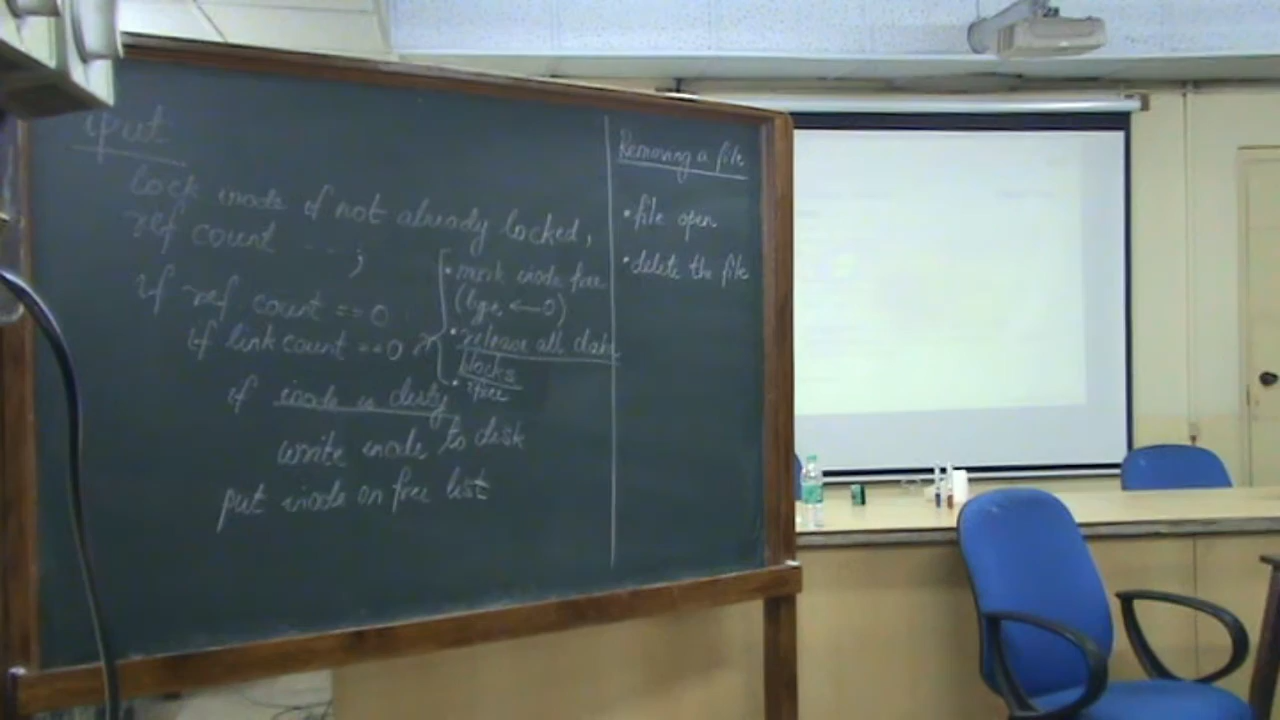 iput
lock inode if not already locked;
ref count --;
if ref count == 0
if link count == 0
• mark inode free
(type ← 0)
• release all data
blocks
• ifree
if inode is dirty
write inode to disk
put inode on free list
Removing a file
• file open
• delete the file